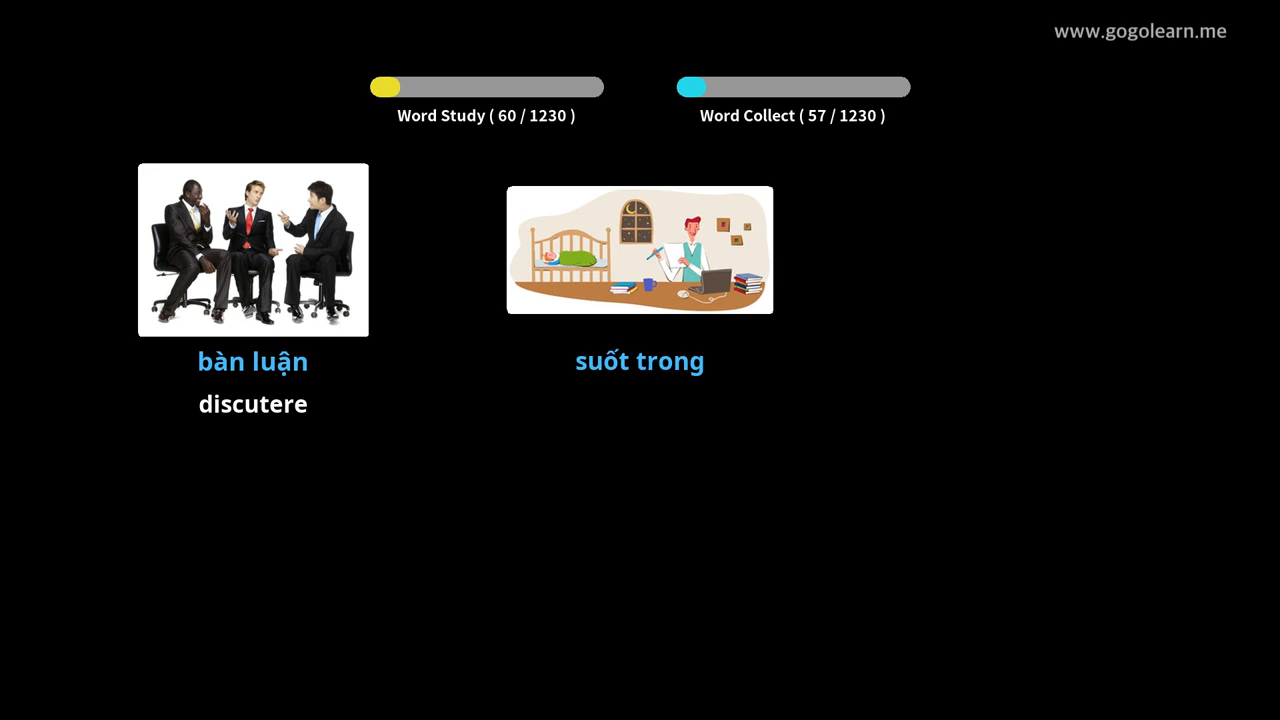 www.gogolearn.me
Word Study ( 60 / 1230 )
Word Collect ( 57 / 1230 )
bàn luận
discutere
suốt trong